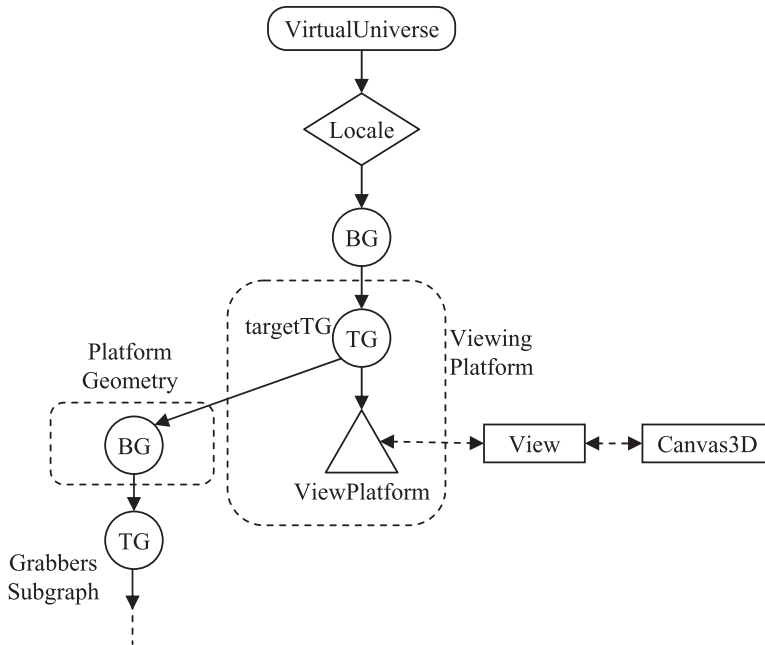 VirtualUniverse
Locale
BG
targetTG
TG
Viewing
Platform
Platform
Geometry
BG
ViewPlatform
View
Canvas3D
TG
Grabbers
Subgraph